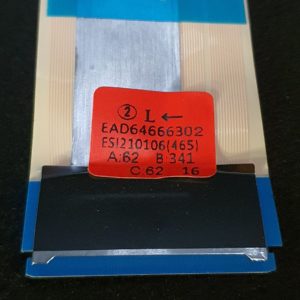 ② L ←
EAD64666302
ESI210106(465)
A:62 B:341
C:62 16